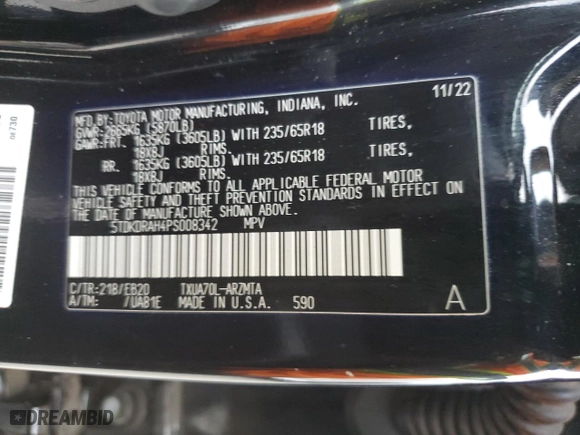 MFD.BY:TOYOTA MOTOR MANUFACTURING, INDIANA, INC. 11/22
GVWR:2665KG (5870LB)
GAWR:FRT. 1635KG (3605LB) WITH 235/65R18 TIRES,
18X8J RIMS.
RR. 1635KG (3605LB) WITH 235/65R18 TIRES,
18X8J RIMS.
THIS VEHICLE CONFORMS TO ALL APPLICABLE FEDERAL MOTOR
VEHICLE SAFETY AND THEFT PREVENTION STANDARDS IN EFFECT ON
THE DATE OF MANUFACTURE SHOWN ABOVE.
5TDKDRAH4PS008342 MPV
C/TR:218/EB20 TXUA70L-ARZMTA
A/TM: /UA81E MADE IN U.S.A. 590 A
DREAMBID